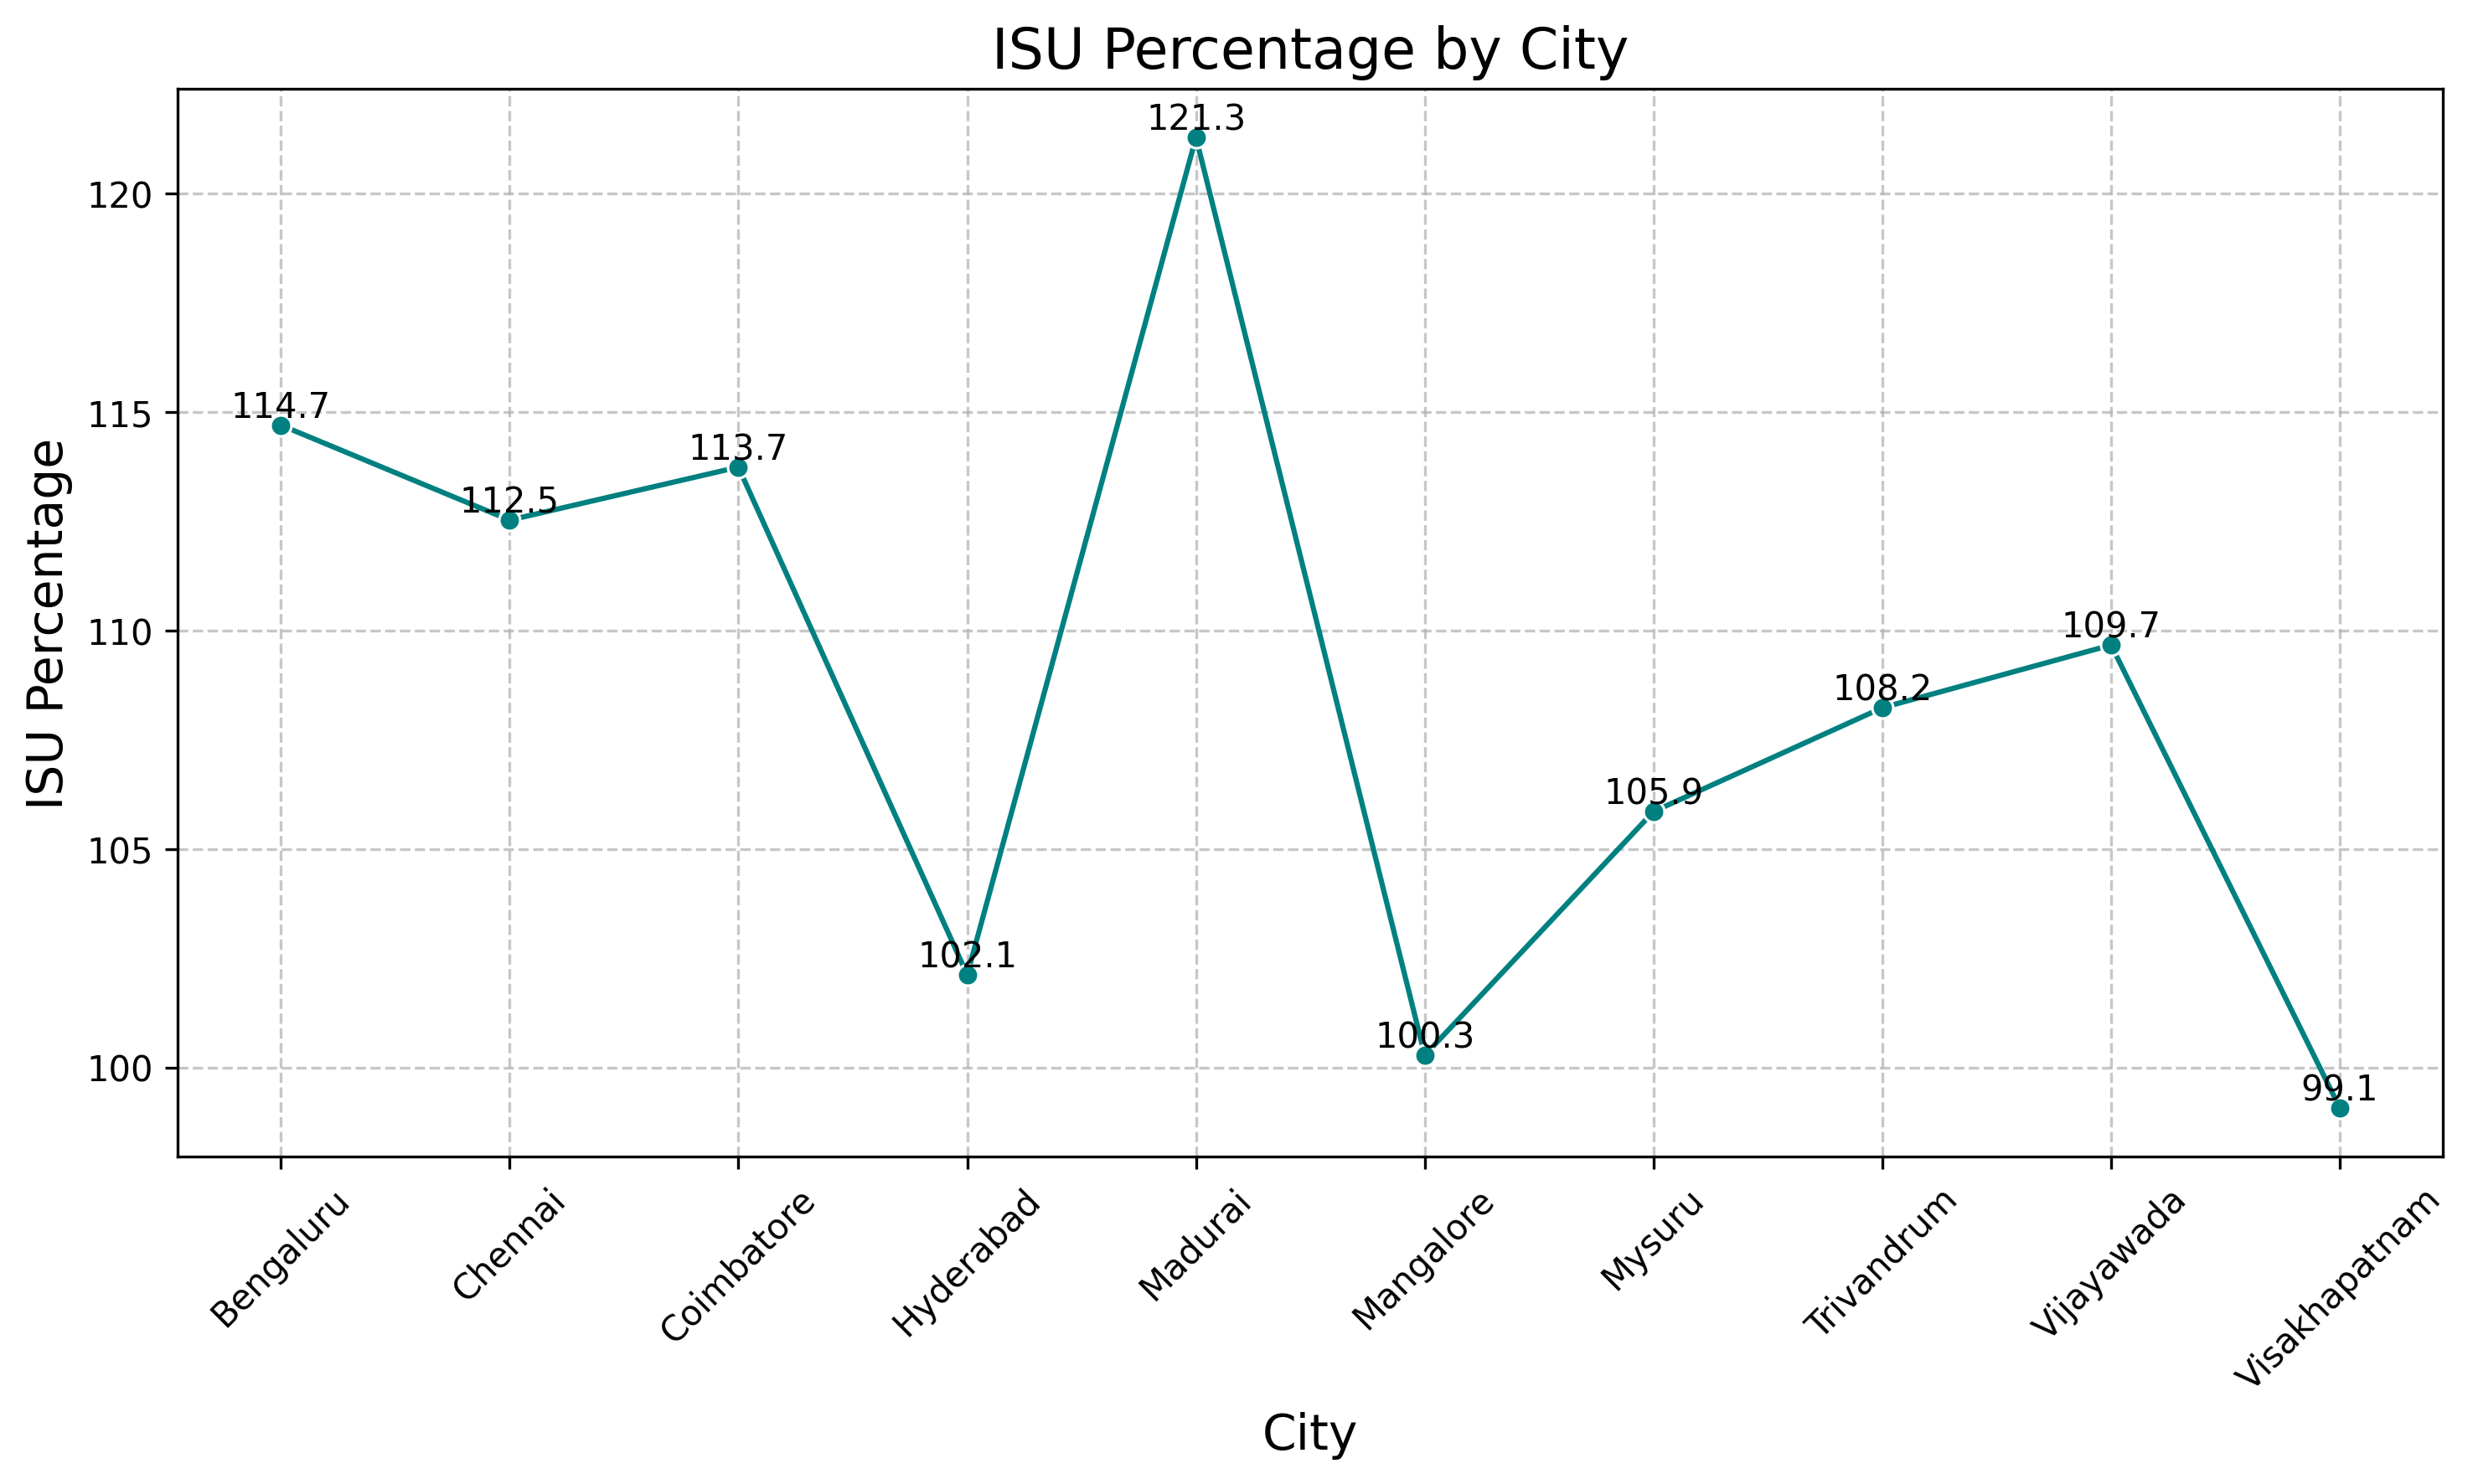 ISU Percentage by City
ISU Percentage
120
115
110
105
100
114.7
112.5
113.7
102.1
121.3
100.3
105.9
108.2
109.7
99.1
Bengaluru
Chennai
Coimbatore
Hyderabad
Madurai
Mangalore
Mysuru
Trivandrum
Vijayawada
Visakhapatnam
City